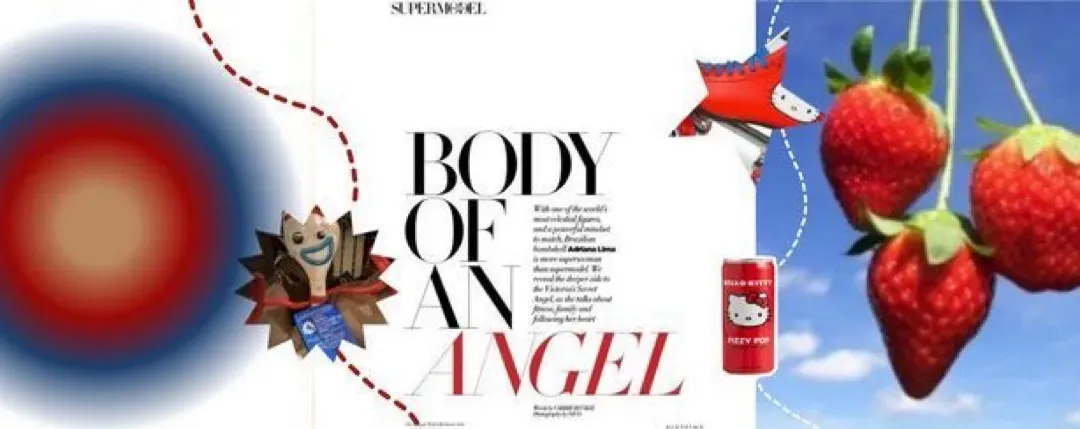 SUPERMODEL
BODY
OF
AN
ANGEL
With one of the world's
most celestial figures,
and a powerful mindset
to match, Brazilian
bombshell Adriana Lima
is more superwoman
than supermodel. We
reveal the deeper side to
the Victoria's Secret
Angel, as she talks about
fitness, family and
following her heart
HELLO KITTY
FIZZY POP